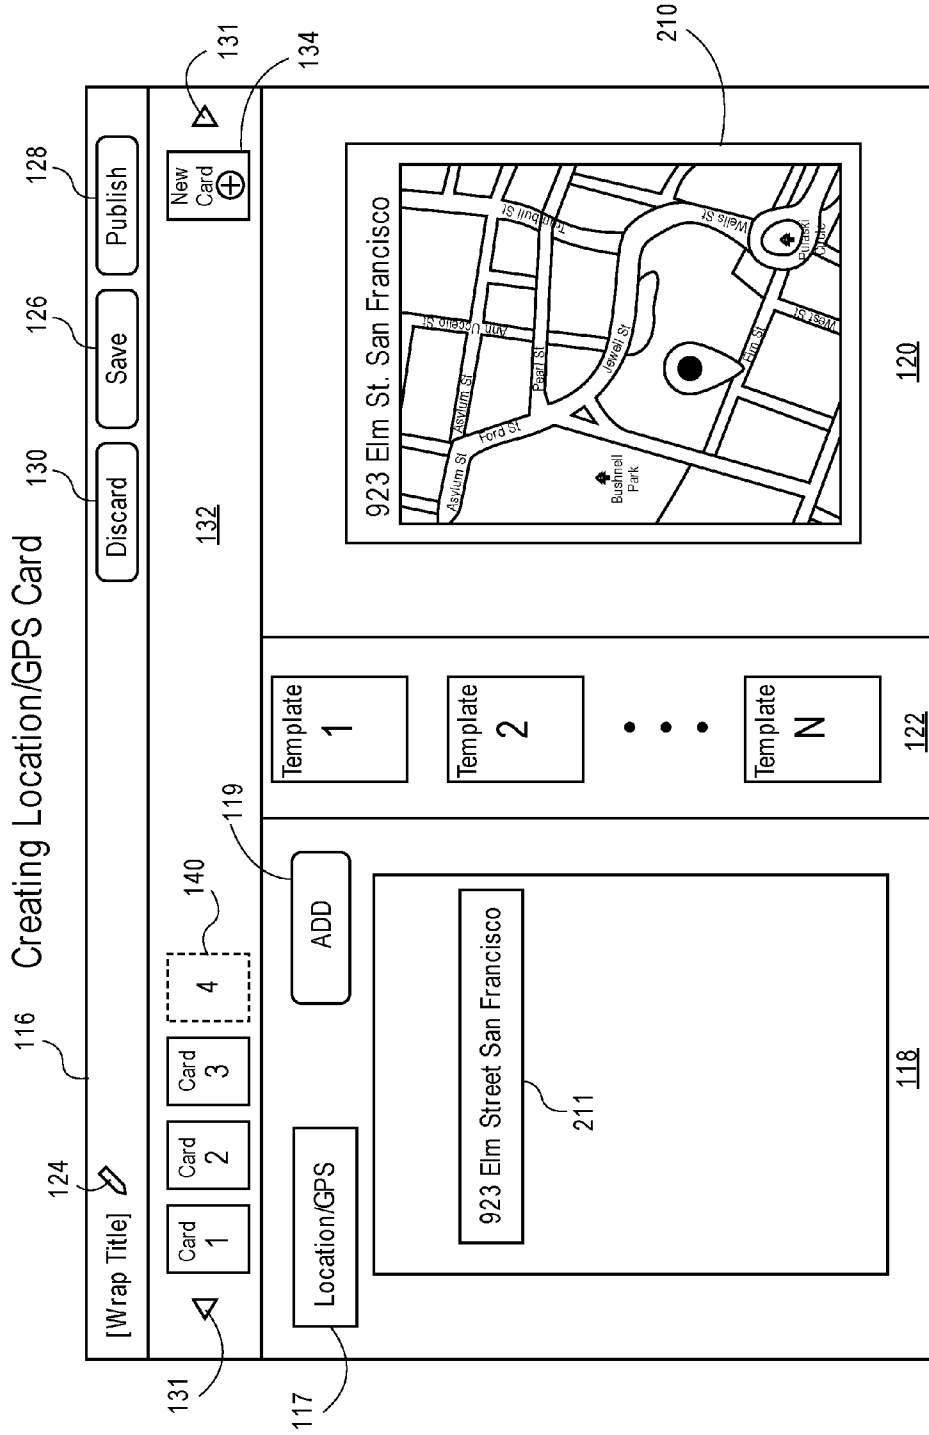 Creating Location/GPS Card
116
124
130
126
128
[Wrap Title]
Discard
Save
Publish
131
131
Card
1
Card
2
Card
3
4
140
132
New
Card
134
117
Location/GPS
ADD
119
923 Elm Street San Francisco
211
118
Template
1
Template
2
Template
N
122
923 Elm St. San Francisco
Asylum St
Asylum St
Ford St
Ann Uccello St
Pearl St
Trumbull St
Jewell St
Wells St
Bushnell
Park
Elm St
West St
Pulaski
Circle
210
120